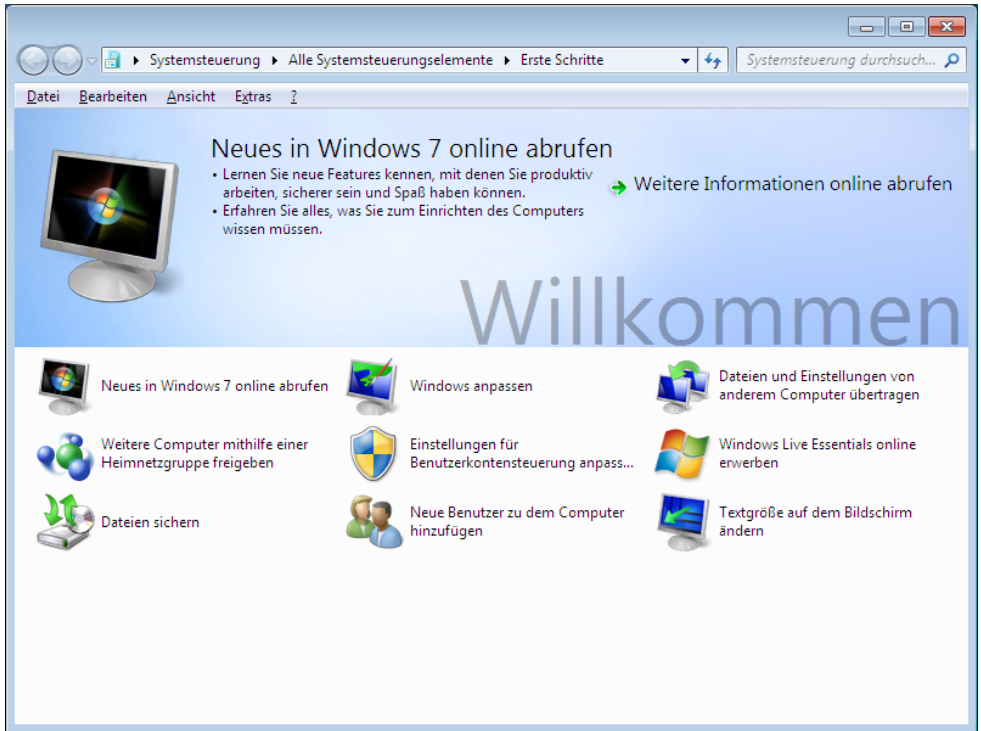 Systemsteuerung Alle Systemsteuerungselemente Erste Schritte
Systemsteuerung durchsuch...
Datei Bearbeiten Ansicht Extras ?
Neues in Windows 7 online abrufen
• Lernen Sie neue Features kennen, mit denen Sie produktiv
arbeiten, sicherer sein und Spaß haben können.
• Erfahren Sie alles, was Sie zum Einrichten des Computers
wissen müssen.
Weitere Informationen online abrufen
Willkommen
Neues in Windows 7 online abrufen
Windows anpassen
Dateien und Einstellungen von
anderem Computer übertragen
Weitere Computer mithilfe einer
Heimnetzgruppe freigeben
Einstellungen für
Benutzerkontensteuerung anpass...
Windows Live Essentials online
erwerben
Dateien sichern
Neue Benutzer zu dem Computer
hinzufügen
Textgröße auf dem Bildschirm
ändern